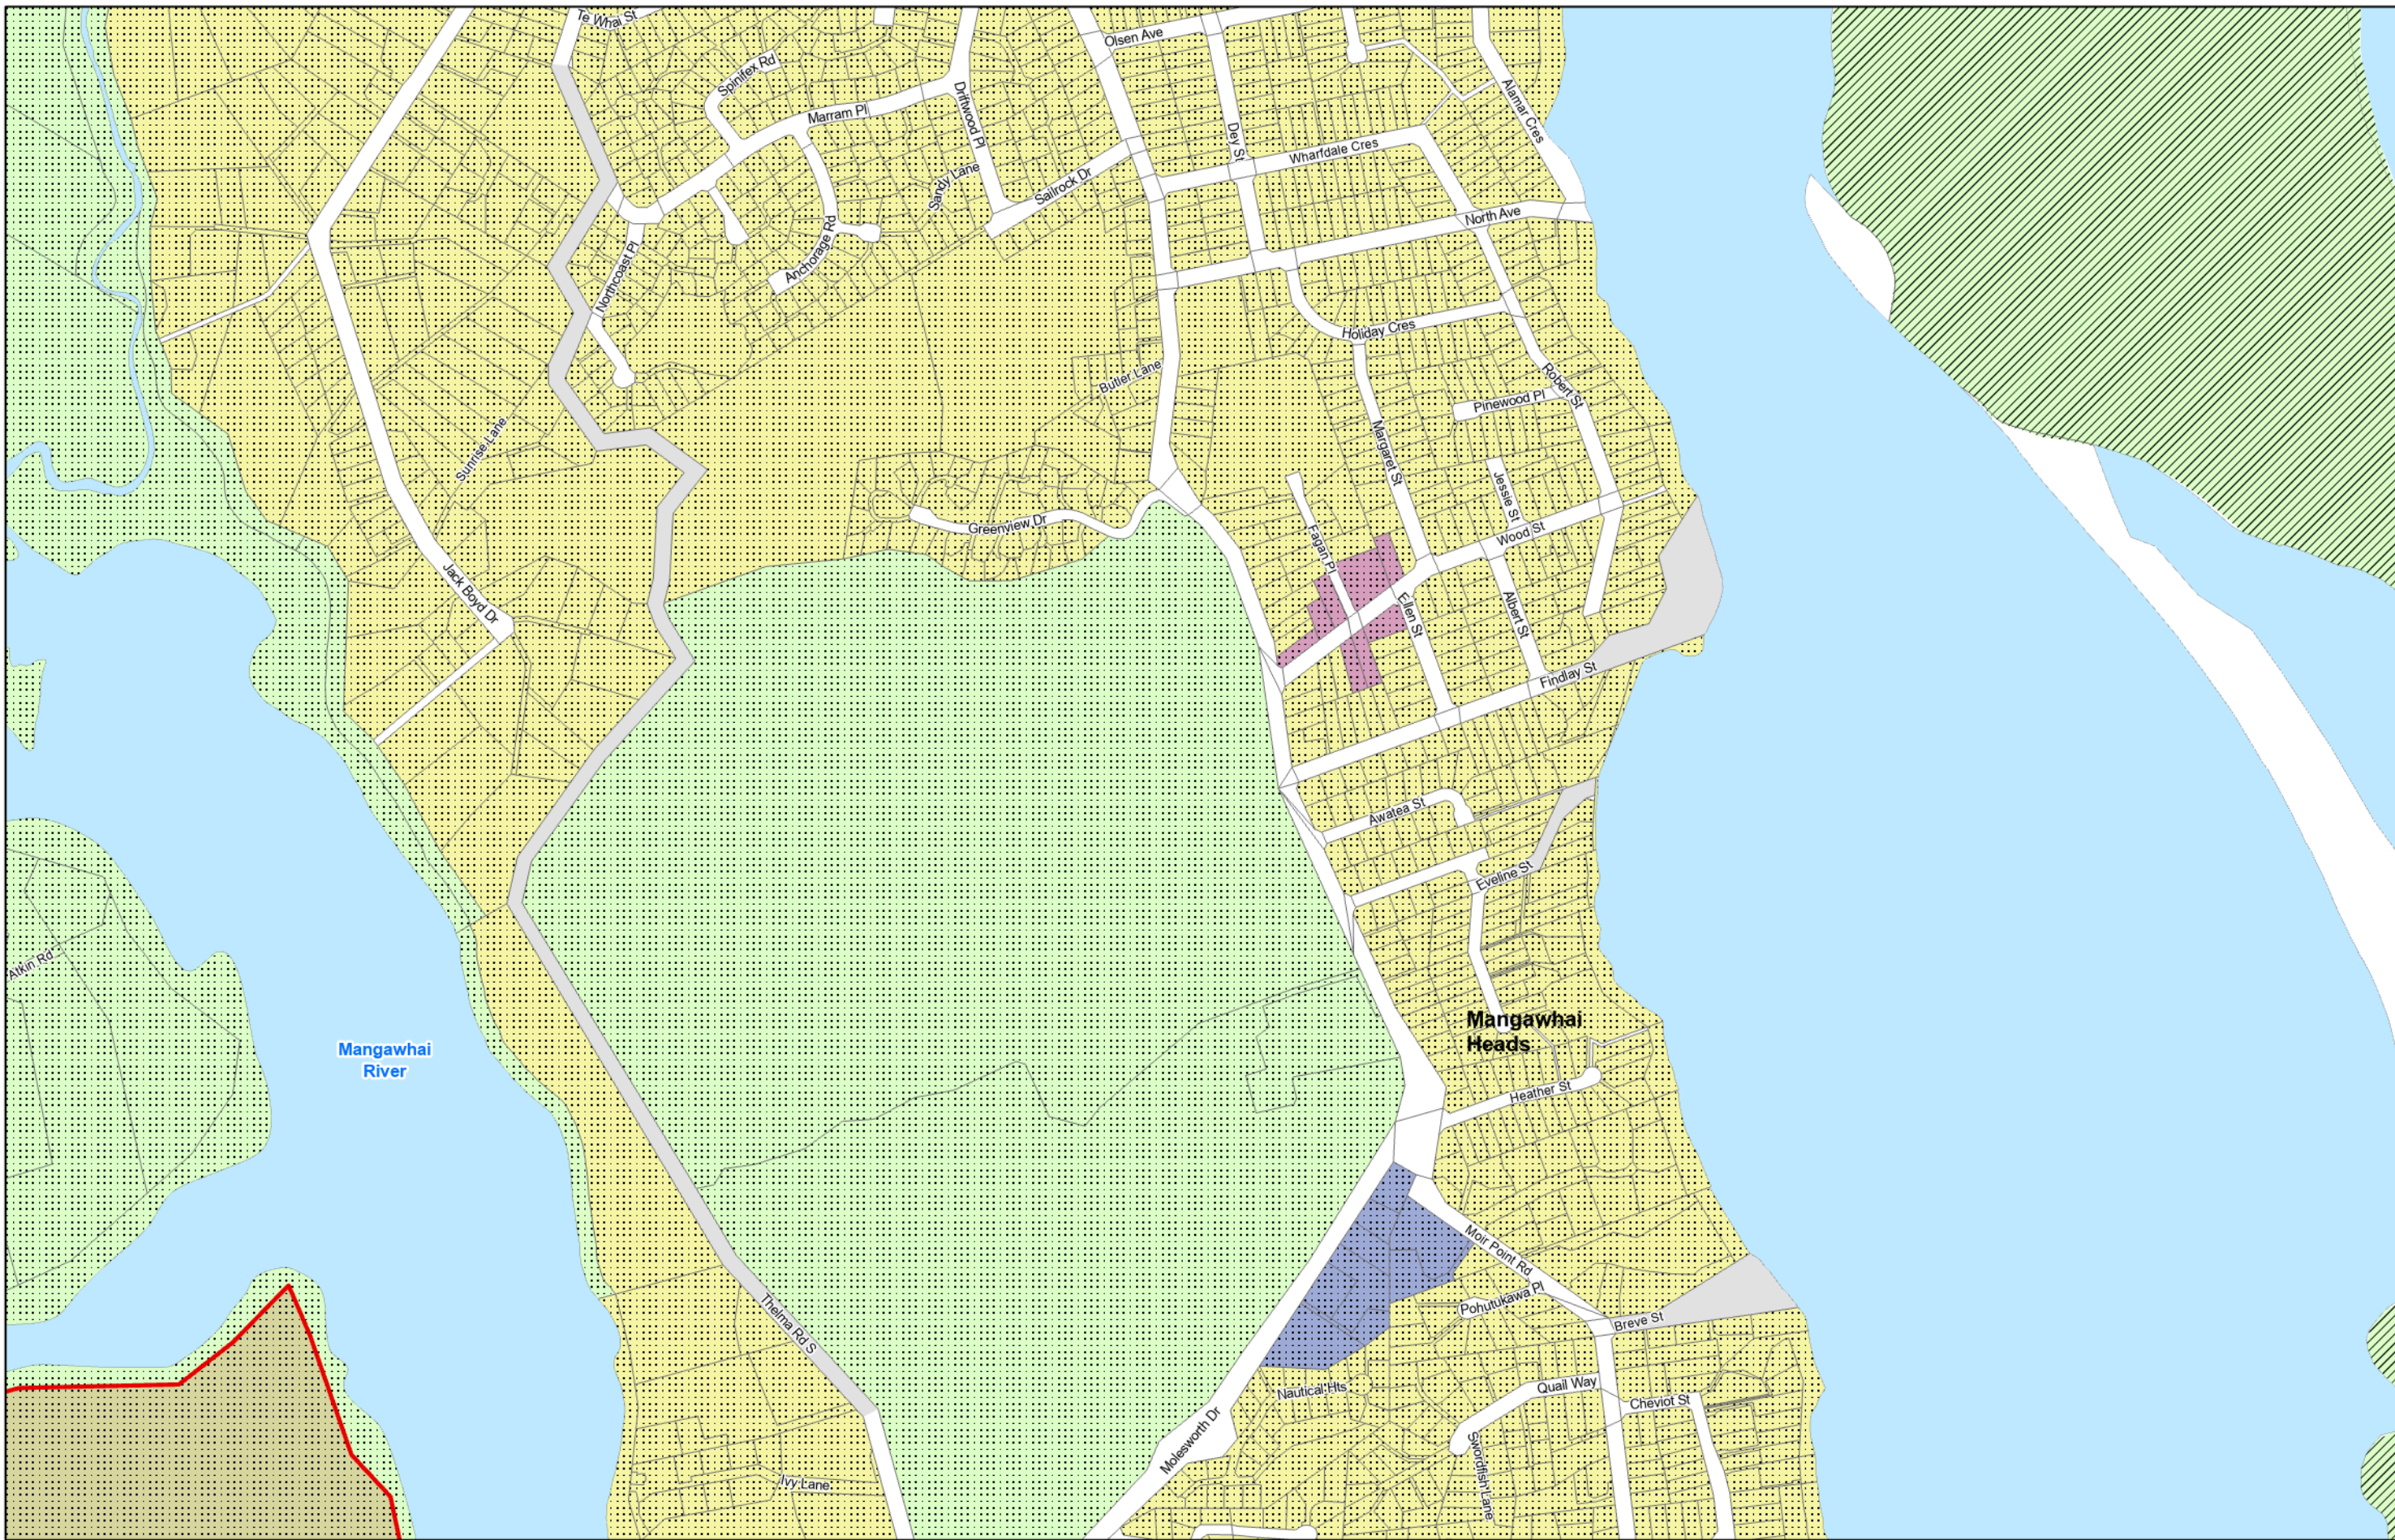 Te Whai St
Olsen Ave
Spinifex Rd
Alamar Cres
Driftwood Pl
Marram Pl
Dey St
Wharfdale Cres
Sandy Lane
Sailrock Dr
North Ave
Anchorage Rd
Northcoast Pl
Holiday Cres
Butler Lane
Robert St
Pinewood Pl
Sunrise Lane
Margaret St
Jessie St
Greenview Dr
Wood St
Fagan Pl
Jack Boyd Dr
Ellen St
Albert St
Findlay St
Awatea St
Eveline St
Atkin Rd
Mangawhai
Heads
Mangawhai
River
Heather St
Moir Point Rd
Pohutukawa Pl
Thelma Rd S
Breve St
Nautical Hts
Quail Way
Cheviot St
Molesworth Dr
Swordfish Lane
Ivy Lane